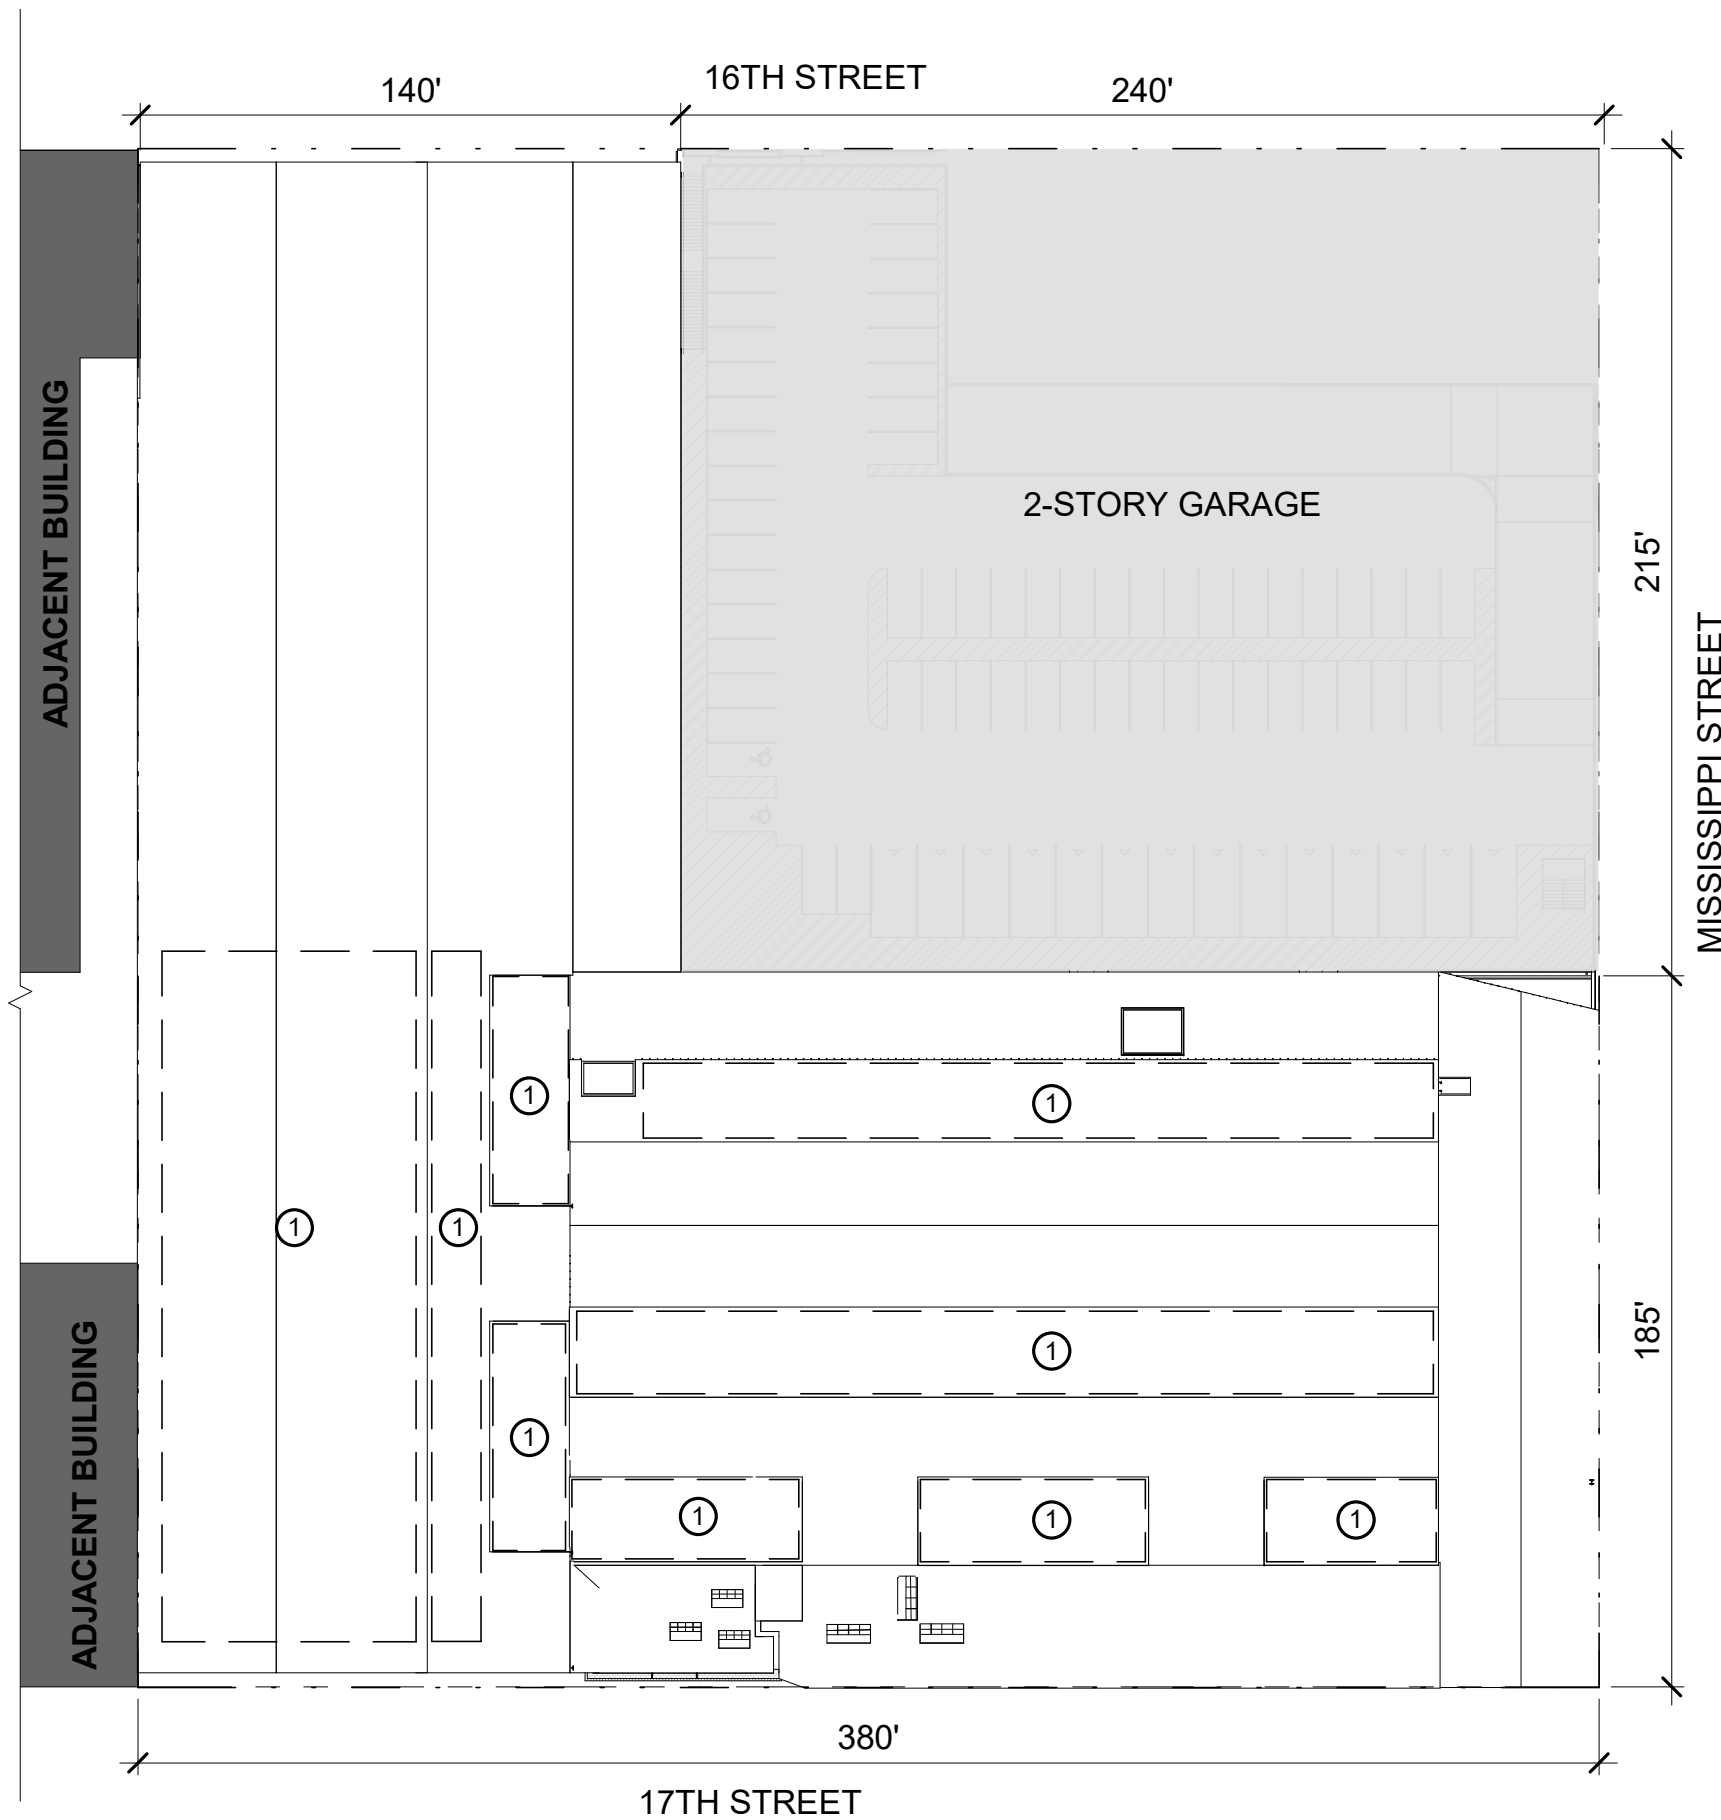 16TH STREET
140'
240'
ADJACENT BUILDING
2-STORY GARAGE
215'
MISSISSIPPI STREET
1
1
1
1
1
185'
1
1
1
1
1
ADJACENT BUILDING
380'
17TH STREET